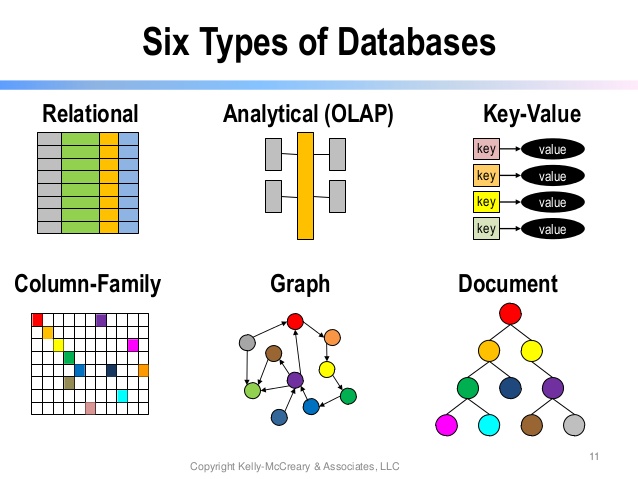 Six Types of Databases
Relational
Analytical (OLAP)
Key-Value
key
value
key
value
key
value
key
value
Column-Family
Graph
Document
Copyright Kelly-McCreary & Associates, LLC
11